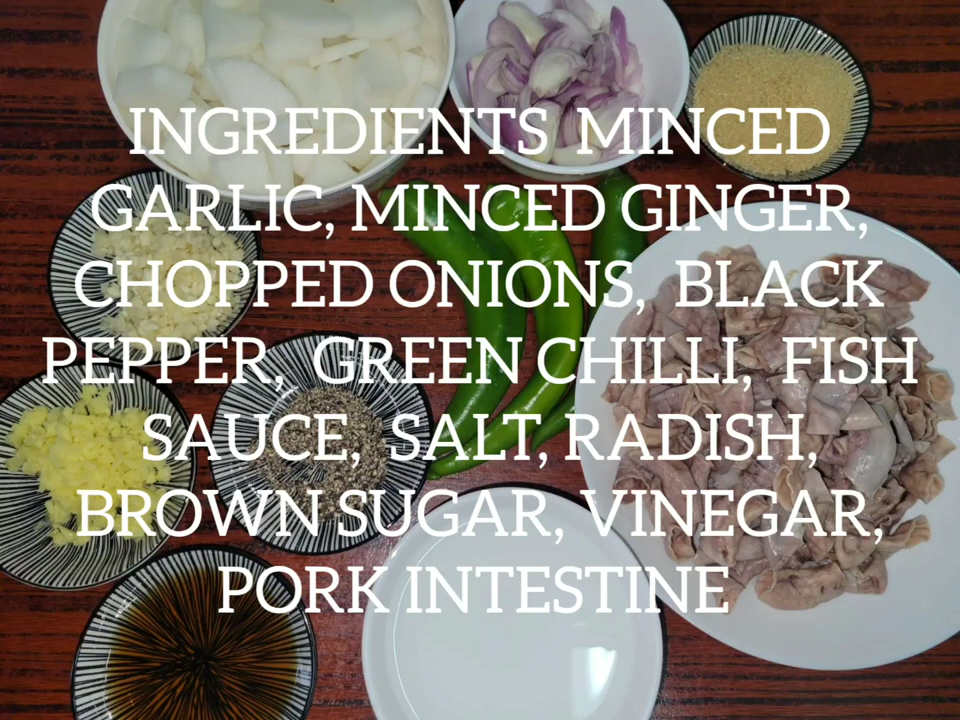 INGREDIENTS  MINCED
GARLIC, MINCED GINGER,
CHOPPED ONIONS,  BLACK
PEPPER,  GREEN CHILLI,  FISH
SAUCE,  SALT, RADISH,
BROWN SUGAR, VINEGAR,
PORK INTESTINE